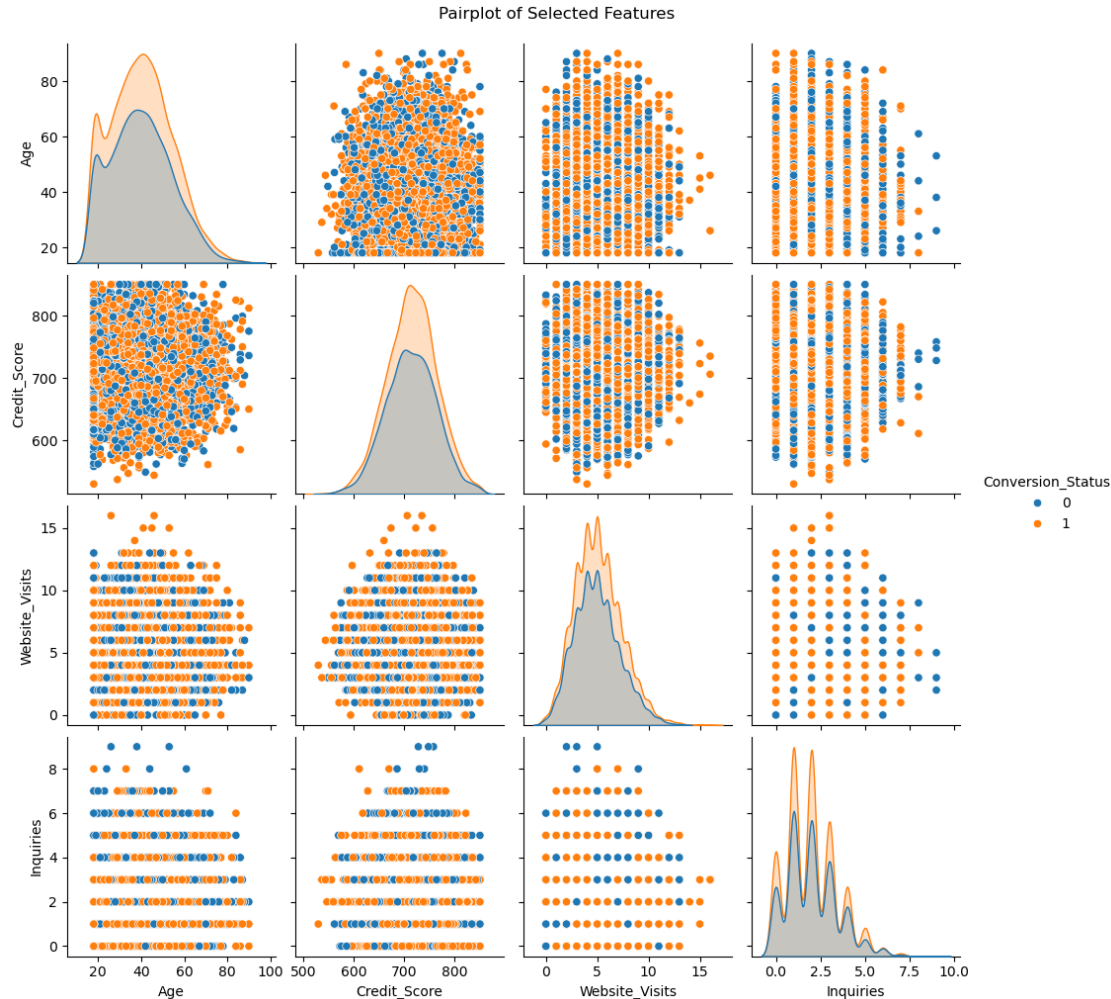 Pairplot of Selected Features
80
60
40
20
Age
800
700
600
Credit_Score
15
10
5
0
Website_Visits
8
6
4
2
0
Inquiries
20 40 60 80 100
Age
500 600 700 800
Credit_Score
0 5 10 15
Website_Visits
0.0 2.5 5.0 7.5 10.0
Inquiries
Conversion_Status
0
1